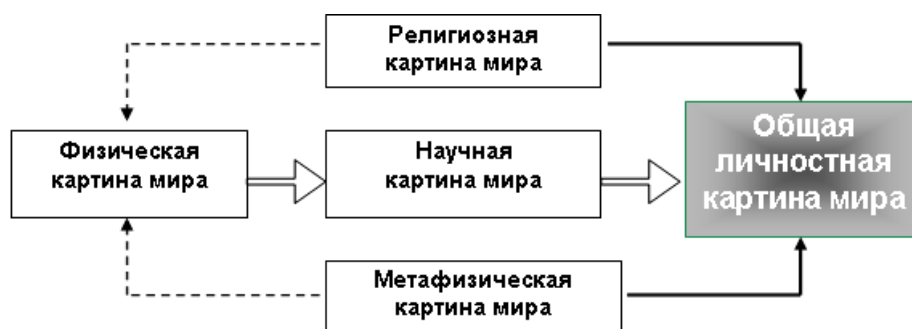 Религиозная
картина мира
Физическая
картина мира
Научная
картина мира
Общая
личностная
картина мира
Метафизическая
картина мира